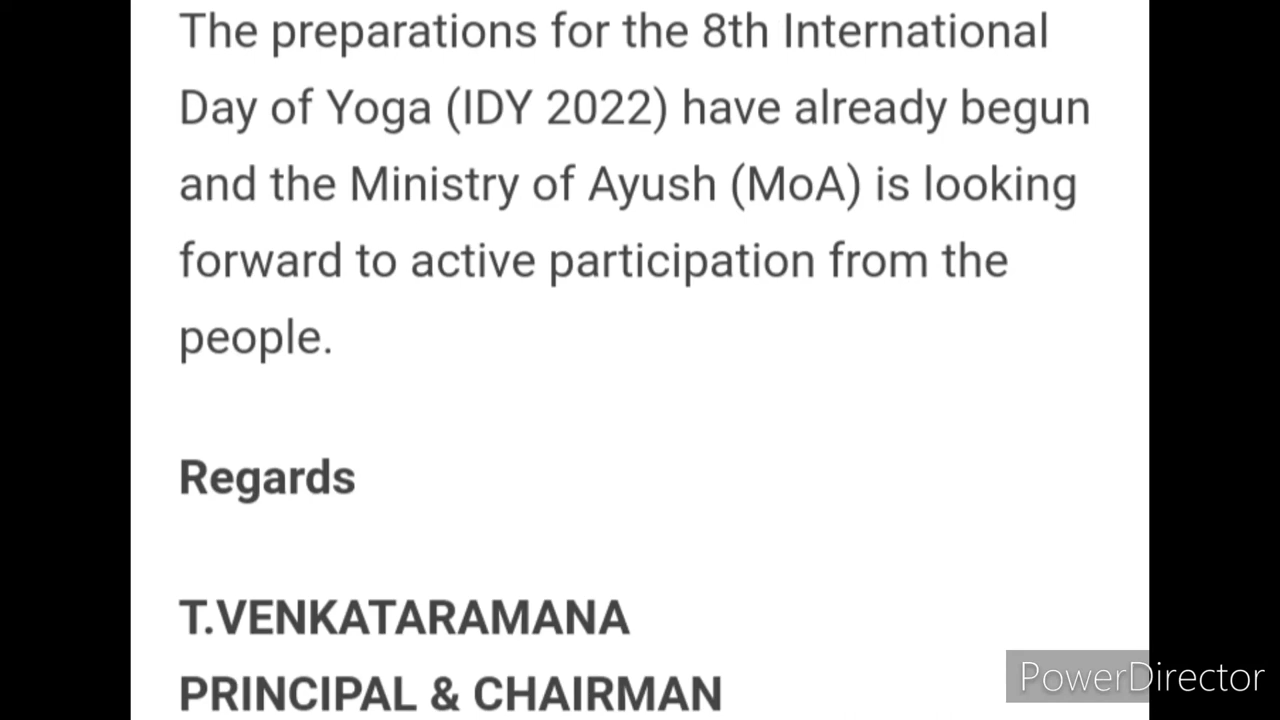 The preparations for the 8th International
Day of Yoga (IDY 2022) have already begun
and the Ministry of Ayush (MoA) is looking
forward to active participation from the
people.
Regards
T.VENKATARAMANA
PRINCIPAL & CHAIRMAN
PowerDirector